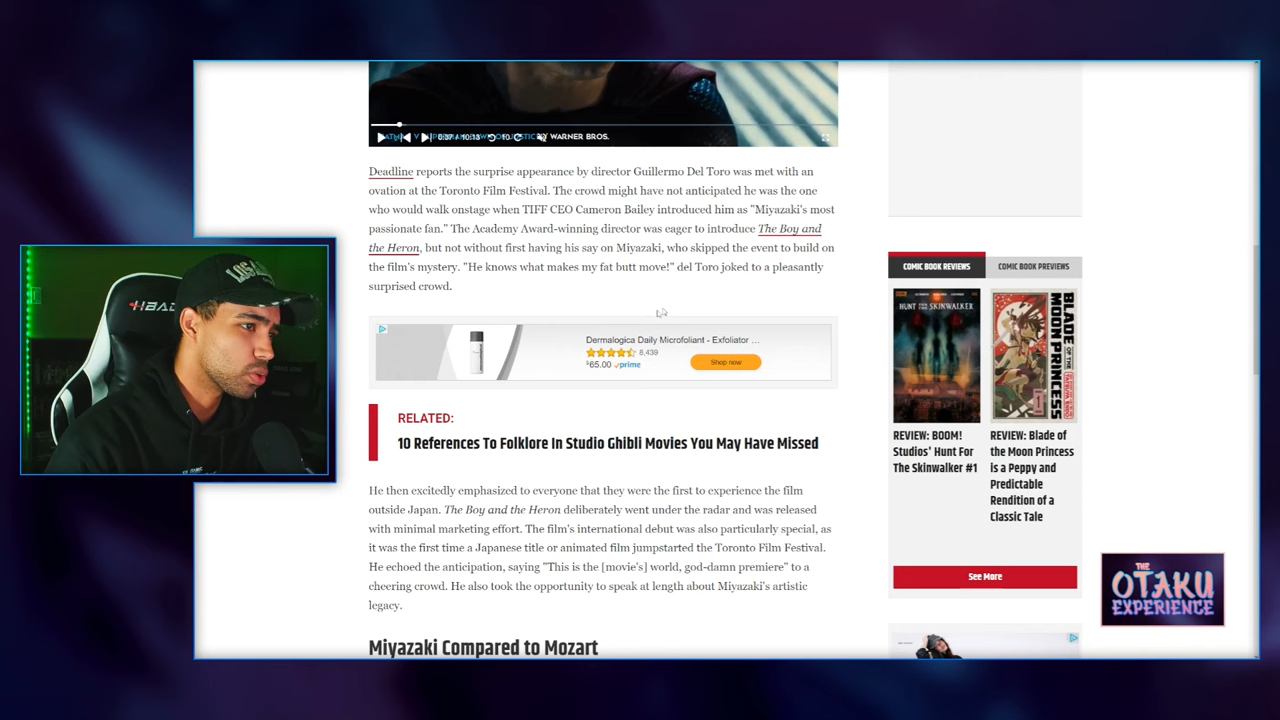 WARNER BROS.
0:37 / 10:13
10
Deadline reports the surprise appearance by director Guillermo Del Toro was met with an
ovation at the Toronto Film Festival. The crowd might have not anticipated he was the one
who would walk onstage when TIFF CEO Cameron Bailey introduced him as "Miyazaki's most
passionate fan." The Academy Award-winning director was eager to introduce The Boy and
the Heron, but not without first having his say on Miyazaki, who skipped the event to build on
the film's mystery. "He knows what makes my fat butt move!" del Toro joked to a pleasantly
surprised crowd.
Dermalogica Daily Microfoliant - Exfoliator ...
8,439
$65.00 prime
Shop now
RELATED:
10 References To Folklore In Studio Ghibli Movies You May Have Missed
He then excitedly emphasized to everyone that they were the first to experience the film
outside Japan. The Boy and the Heron deliberately went under the radar and was released
with minimal marketing effort. The film's international debut was also particularly special, as
it was the first time a Japanese title or animated film jumpstarted the Toronto Film Festival.
He echoed the anticipation, saying "This is the [movie's] world, god-damn premiere" to a
cheering crowd. He also took the opportunity to speak at length about Miyazaki's artistic
legacy.
Miyazaki Compared to Mozart
COMIC BOOK REVIEWS
COMIC BOOK PREVIEWS
HUNT FOR THE SKINWALKER
BLADE OF THE
MOON PRINCESS
1
REVIEW: BOOM!
Studios' Hunt For
The Skinwalker #1
REVIEW: Blade of
the Moon Princess
is a Peppy and
Predictable
Rendition of a
Classic Tale
See More
THE
OTAKU
EXPERIENCE